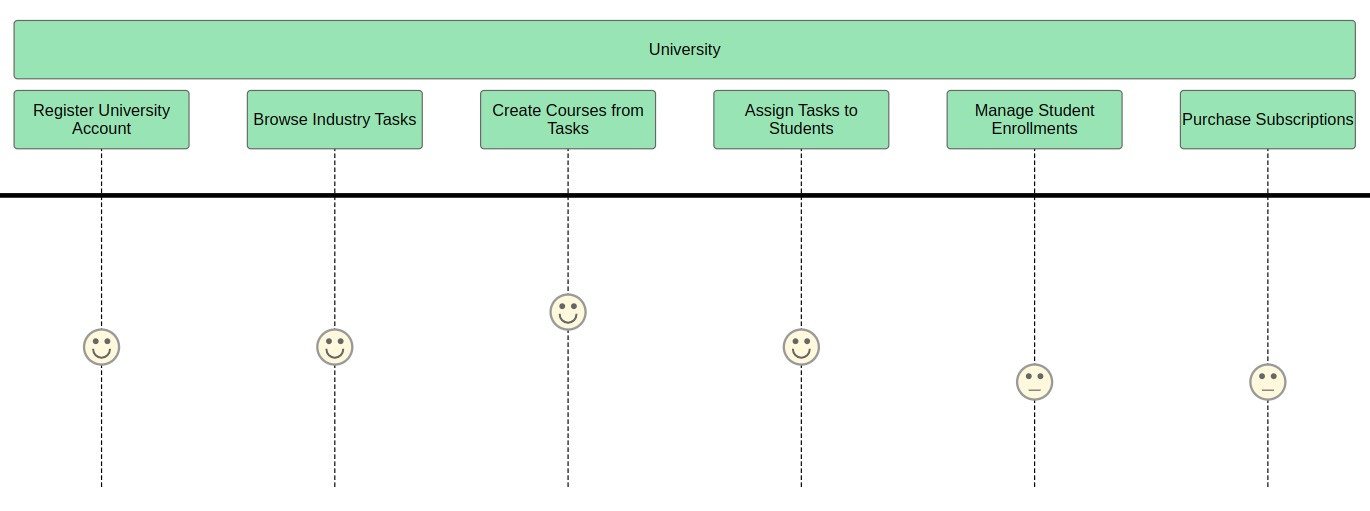 University
Register University
Account
Browse Industry Tasks
Create Courses from
Tasks
Assign Tasks to
Students
Manage Student
Enrollments
Purchase Subscriptions